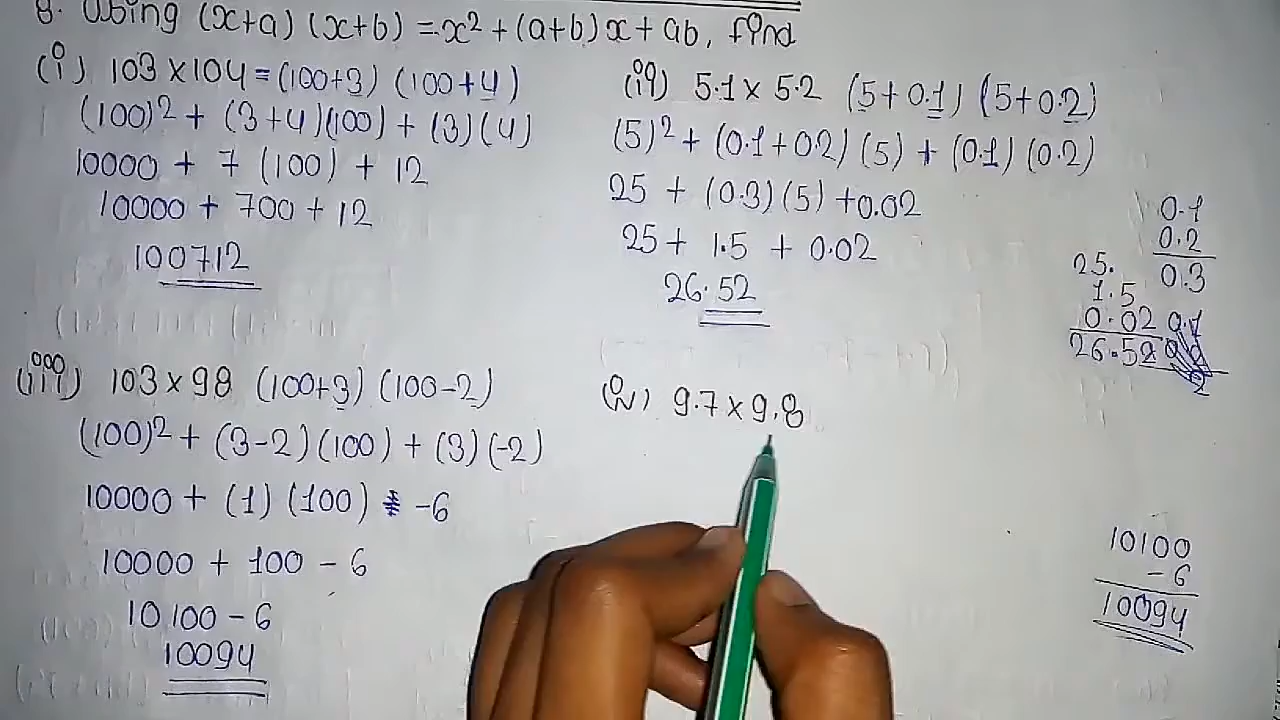 8. Using (x+a) (x+b) = x² + (a+b)x + ab, find
(i) 103 × 104 = (100+3) (100+4)
(100)² + (3+4)(100) + (3)(4)
10000 + 7 (100) + 12
10000 + 700 + 12
100712
(ii) 5.1 × 5.2 (5+0.1) (5+0.2)
(5)² + (0.1+0.2) (5) + (0.1) (0.2)
25 + (0.3)(5) + 0.02
25 + 1.5 + 0.02
26.52
0.1
0.2
0.3
25.
1.5
0.02
26.52
(iii) 103 × 98 (100+3) (100-2)
(100)² + (3-2)(100) + (3)(-2)
10000 + (1) (100) -6
10000 + 100 - 6
10100 - 6
10094
(iv) 9.7 × 9.8
10100
- 6
10094